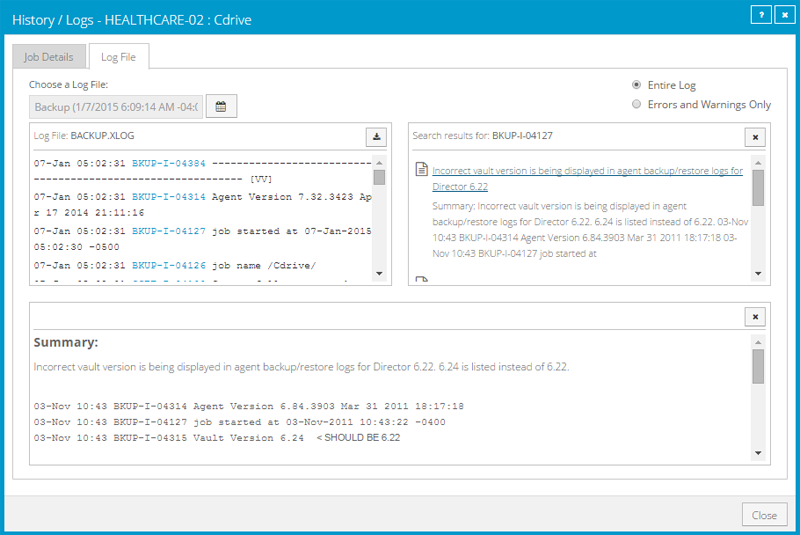 History / Logs - HEALTHCARE-02 : Cdrive
? ×
Job Details
Log File
Choose a Log File:
Backup (1/7/2015 6:09:14 AM -04:0
Entire Log
Errors and Warnings Only
Log File: BACKUP.XLOG
07-Jan 05:02:31 BKUP-I-04384 ----------------------------
------------------------------------- [VV]
07-Jan 05:02:31 BKUP-I-04314 Agent Version 7.32.3423 Ap
r 17 2014 21:11:16
07-Jan 05:02:31 BKUP-I-04127 job started at 07-Jan-2015
05:02:30 -0500
07-Jan 05:02:31 BKUP-I-04126 job name /Cdrive/
Search results for: BKUP-I-04127
×
Incorrect vault version is being displayed in agent backup/restore logs for
Director 6.22
Summary: Incorrect vault version is being displayed in agent
backup/restore logs for Director 6.22. 6.24 is listed instead of 6.22. 03-Nov
10:43 BKUP-I-04314 Agent Version 6.84.3903 Mar 31 2011 18:17:18 03-
Nov 10:43 BKUP-I-04127 job started at
×
Summary:
Incorrect vault version is being displayed in agent backup/restore logs for Director 6.22. 6.24 is listed instead of 6.22.
03-Nov 10:43 BKUP-I-04314 Agent Version 6.84.3903 Mar 31 2011 18:17:18
03-Nov 10:43 BKUP-I-04127 job started at 03-Nov-2011 10:43:22 -0400
03-Nov 10:43 BKUP-I-04315 Vault Version 6.24 < SHOULD BE 6.22
Close